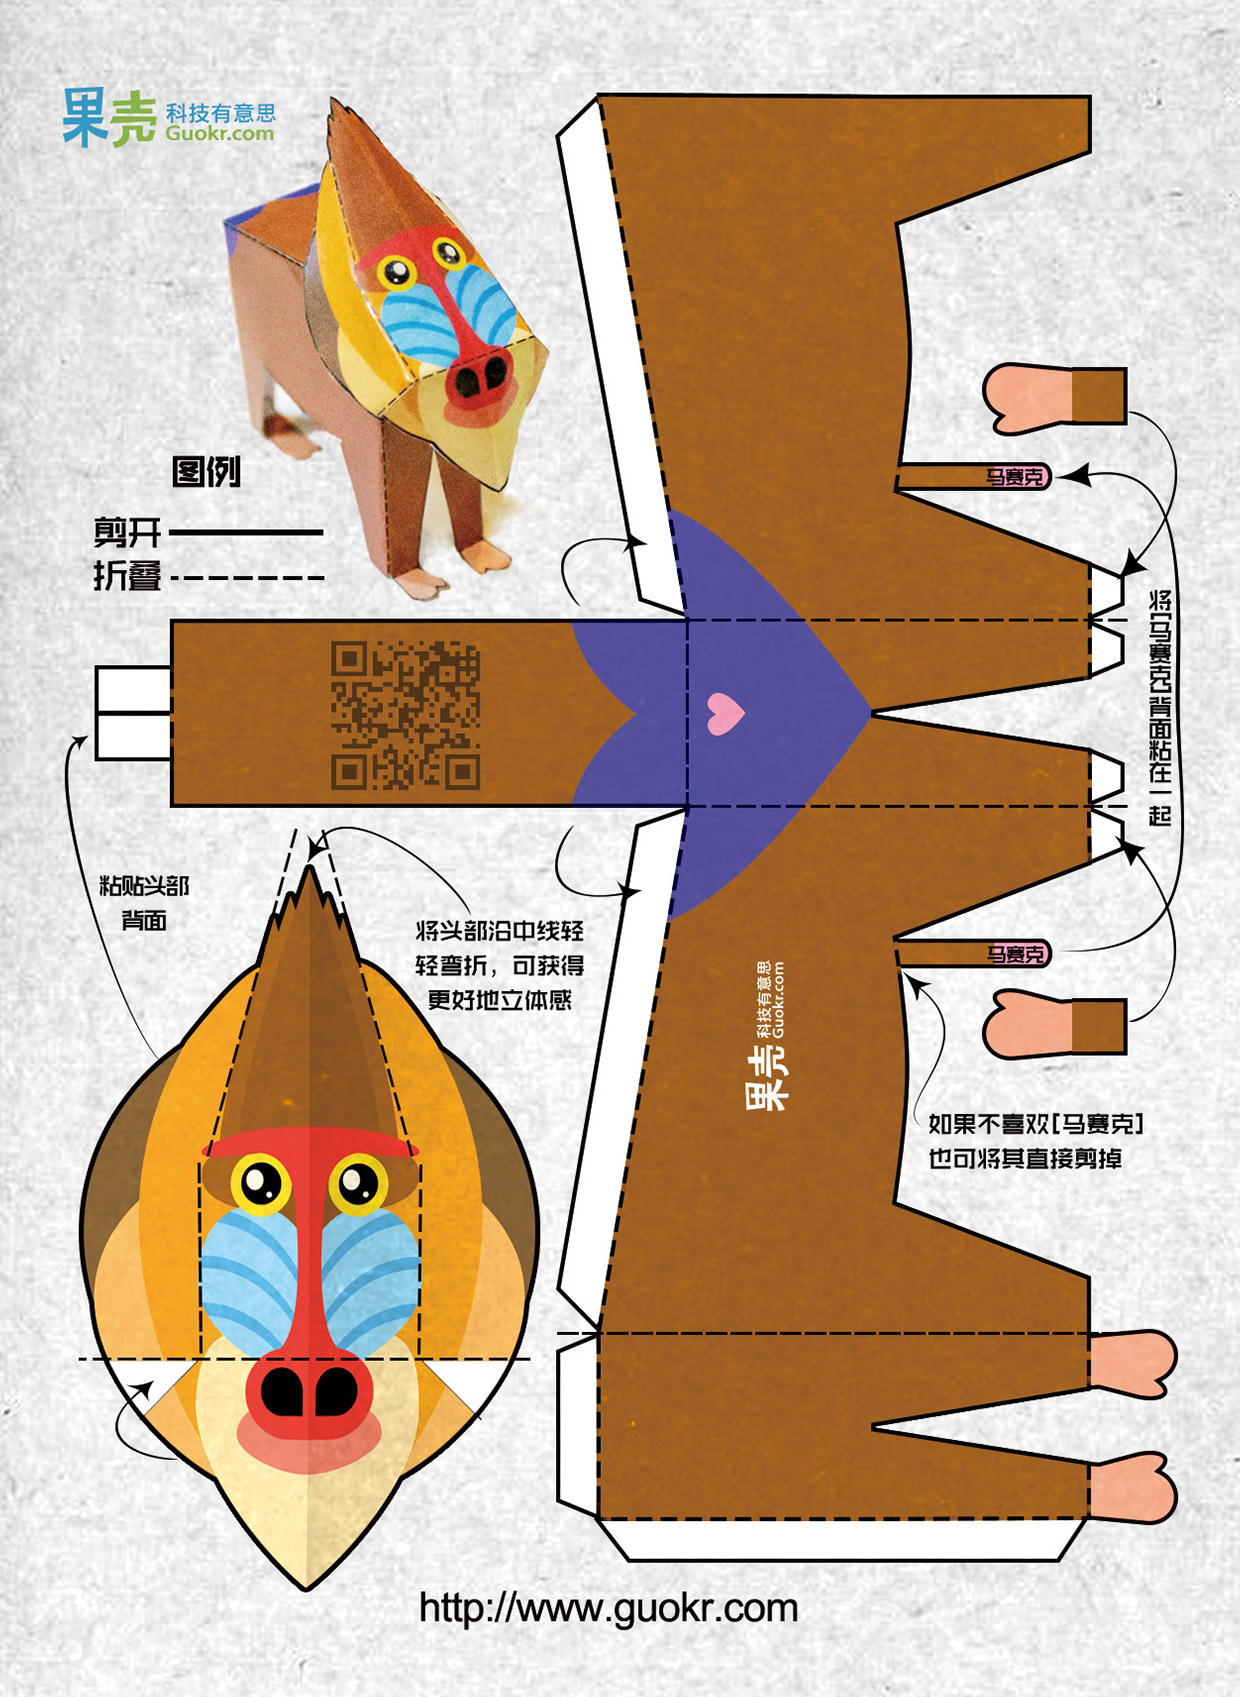 果壳 科技有意思
Guokr.com
图例
剪开
折叠
马赛克
将[马赛克]背面粘在一起
粘贴头部
背面
将头部沿中线轻
轻弯折，可获得
更好地立体感
马赛克
果壳 科技有意思
Guokr.com
如果不喜欢[马赛克]
也可将其直接剪掉
http://www.guokr.com